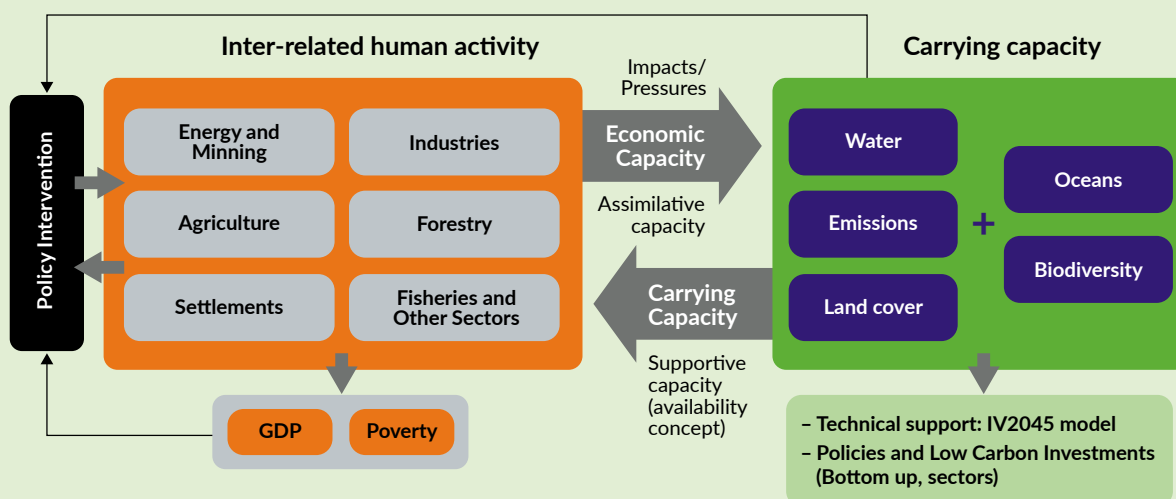 Inter-related human activity
Carrying capacity
Policy Intervention
Energy and
Minning
Industries
Agriculture
Forestry
Settlements
Fisheries and
Other Sectors
GDP
Poverty
Impacts/
Pressures
Economic
Capacity
Assimilative
capacity
Carrying
Capacity
Supportive
capacity
(availability
concept)
Water
Emissions
Land cover
+
Oceans
Biodiversity
– Technical support: IV2045 model
– Policies and Low Carbon Investments
(Bottom up, sectors)